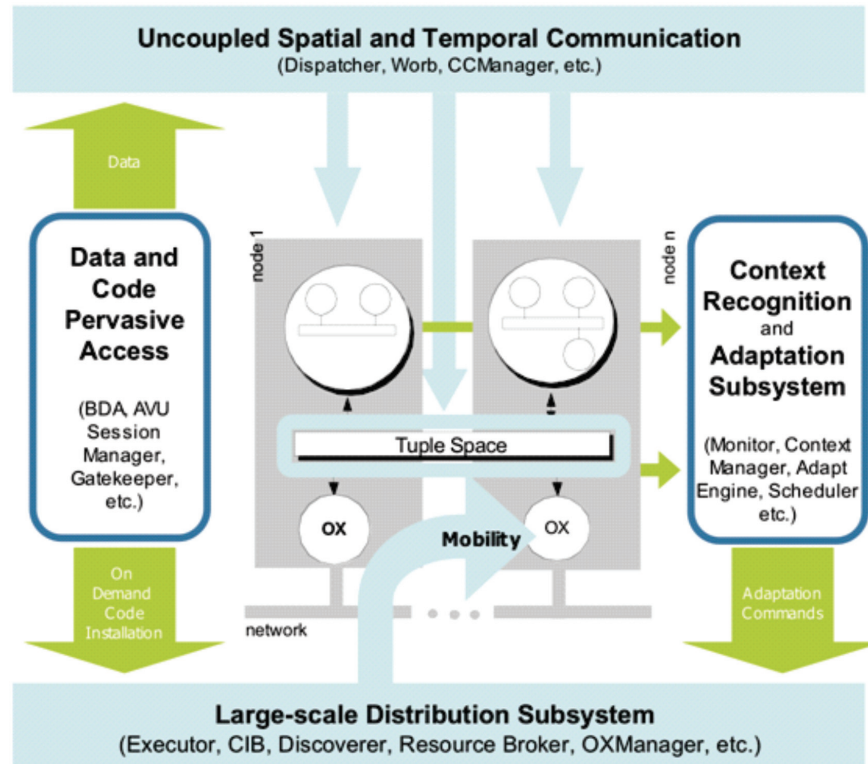 Uncoupled Spatial and Temporal Communication
(Dispatcher, Worb, CCManager, etc.)
Data
Data and
Code
Pervasive
Access
(BDA, AVU
Session
Manager,
Gatekeeper,
etc.)
On
Demand
Code
Installation
node 1
node n
Tuple Space
OX
OX
Mobility
network
Context
Recognition
and
Adaptation
Subsystem
(Monitor, Context
Manager, Adapt
Engine, Scheduler
etc.)
Adaptation
Commands
Large-scale Distribution Subsystem
(Executor, CIB, Discoverer, Resource Broker, OXManager, etc.)